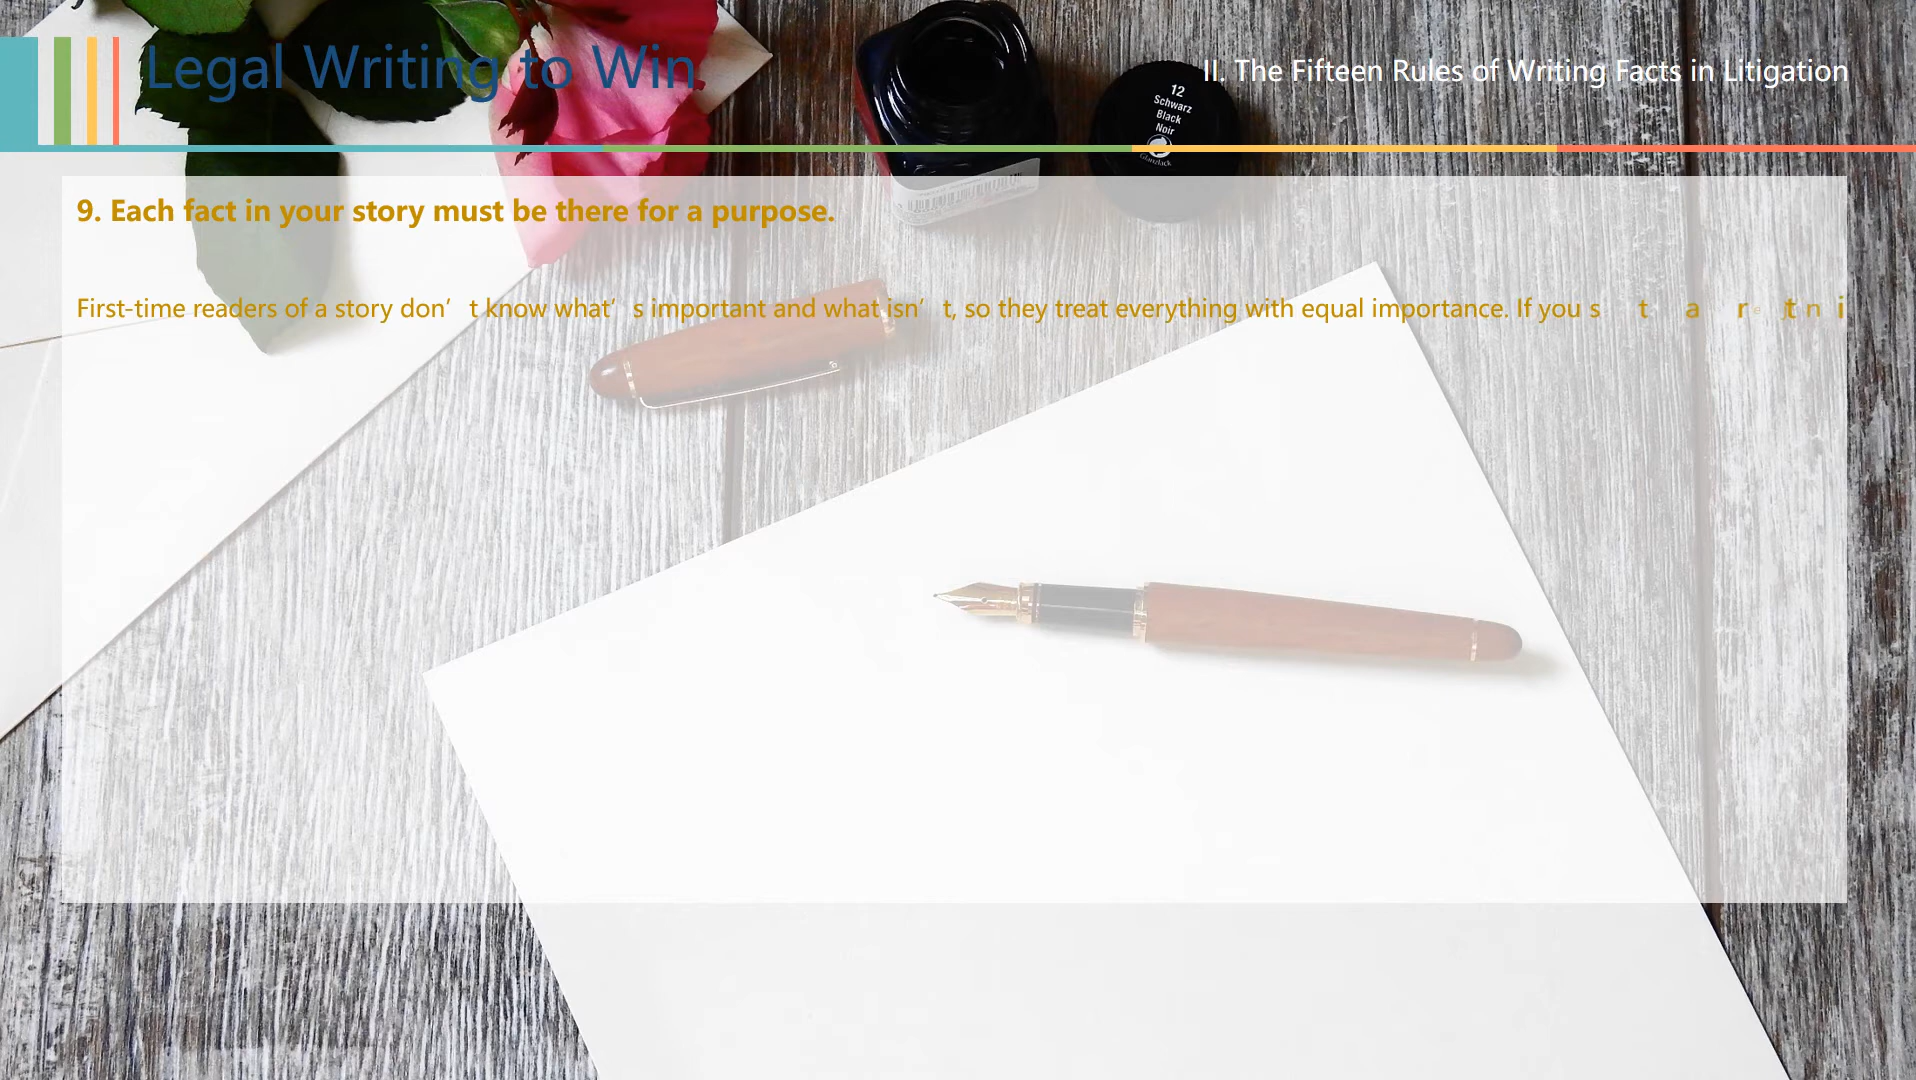 Legal Writing to Win
II. The Fifteen Rules of Writing Facts in Litigation
12
Schwarz
Black
Noir
9. Each fact in your story must be there for a purpose.
First-time readers of a story don’t know what’s important and what isn’t, so they treat everything with equal importance. If you